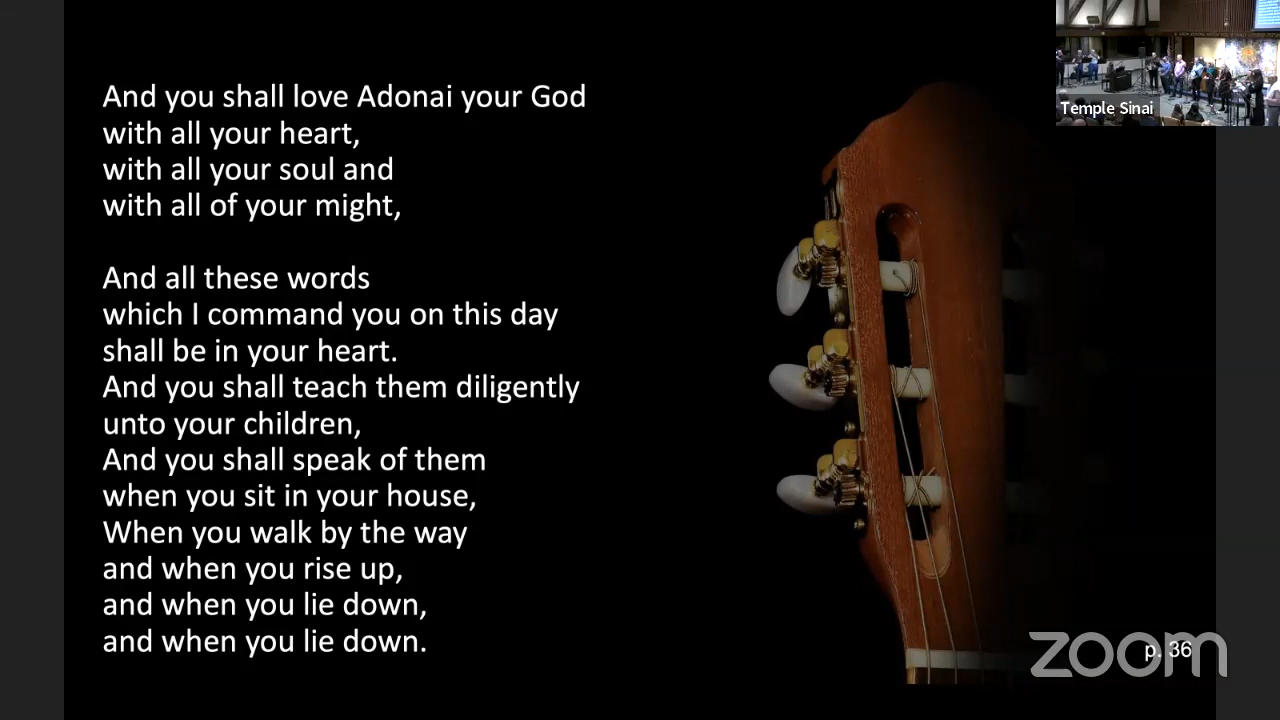 And you shall love Adonai your God
with all your heart,
with all your soul and
with all of your might,
And all these words
which I command you on this day
shall be in your heart.
And you shall teach them diligently
unto your children,
And you shall speak of them
when you sit in your house,
When you walk by the way
and when you rise up,
and when you lie down,
and when you lie down.
Temple Sinai
p. 36
zoom